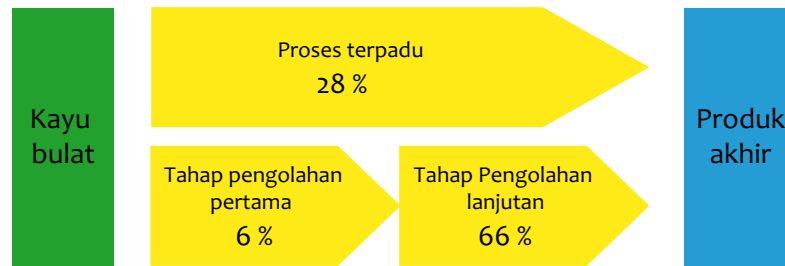 Kayu
bulat
Proses terpadu
28 %
Tahap pengolahan
pertama
6 %
Tahap Pengolahan
lanjutan
66 %
Produk
akhir